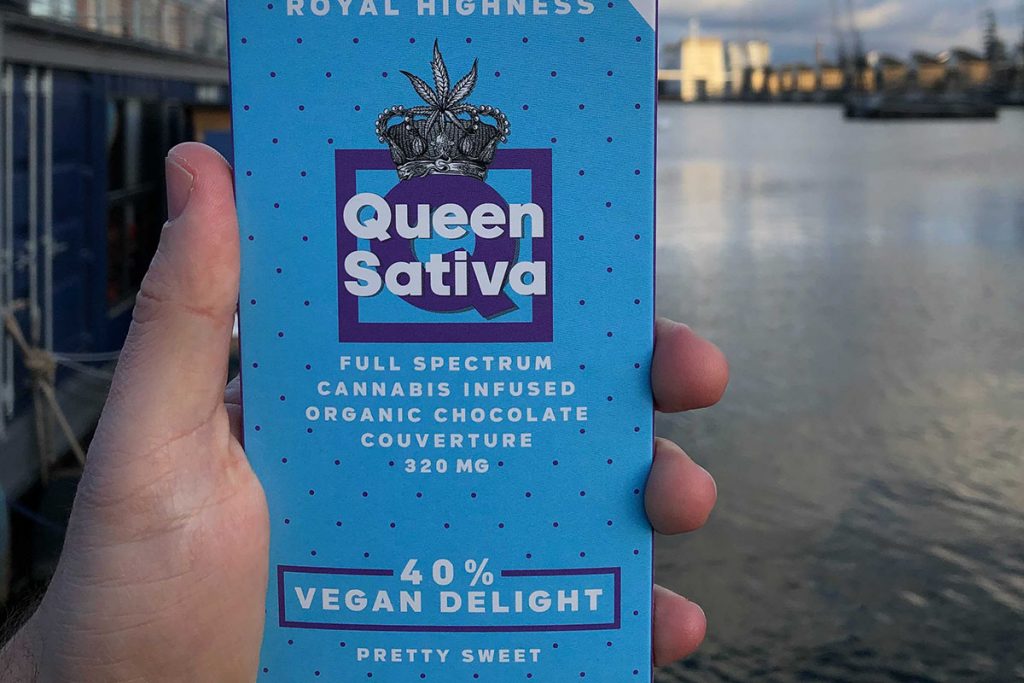 ROYAL HIGHNESS
Queen
Sativa
FULL SPECTRUM
CANNABIS INFUSED
ORGANIC CHOCOLATE
COUVERTURE
320 MG
40%
VEGAN DELIGHT
PRETTY SWEET